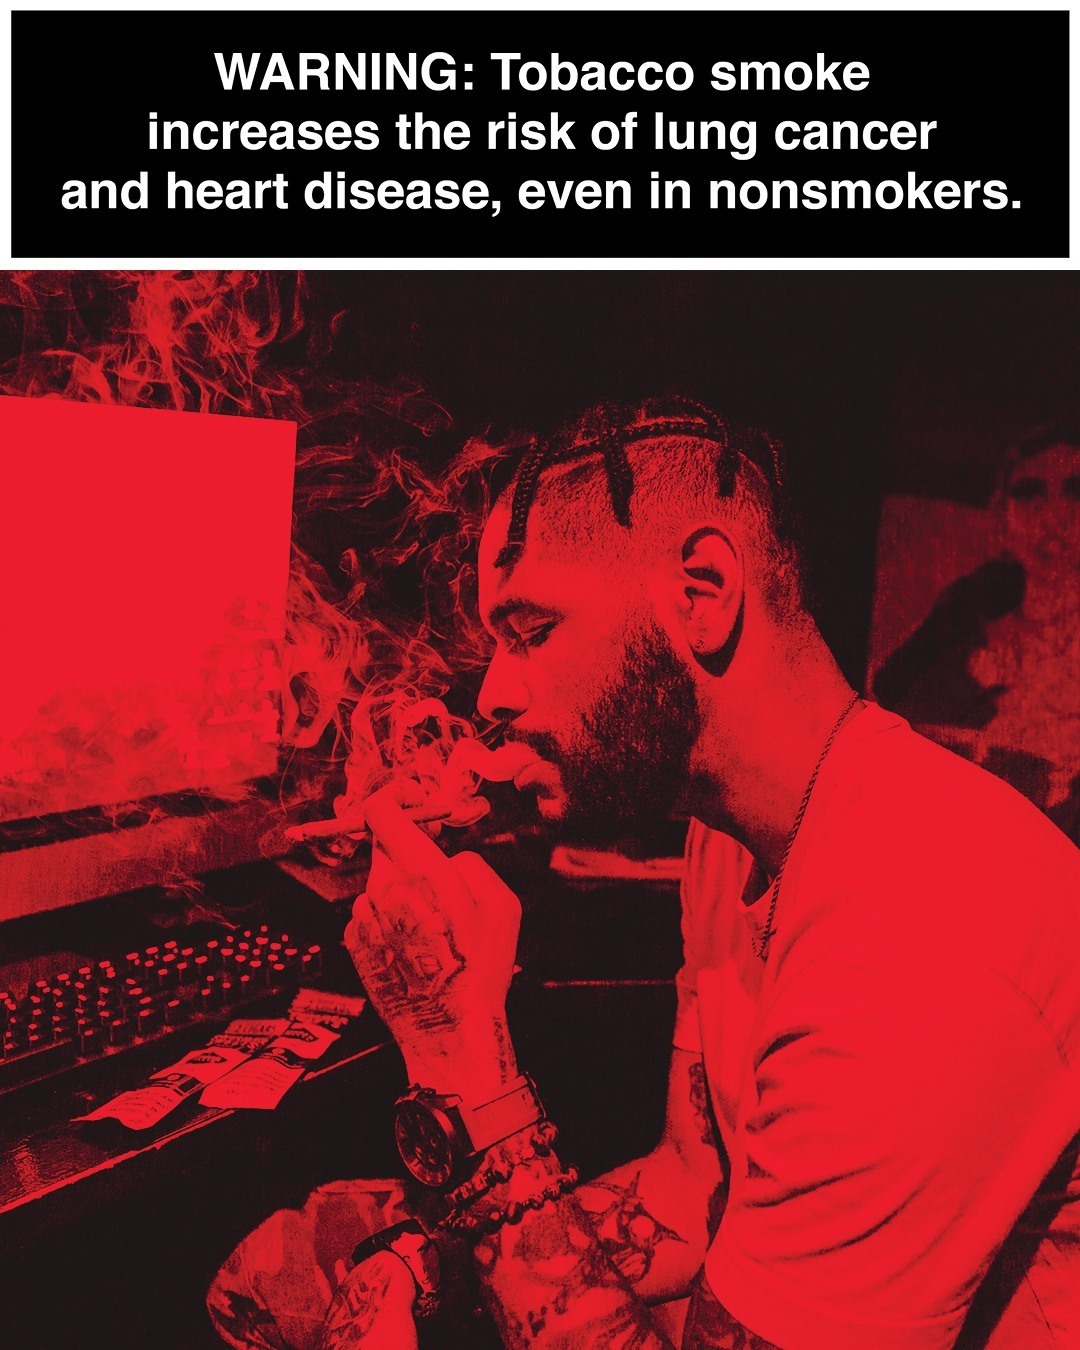 WARNING: Tobacco smoke
increases the risk of lung cancer
and heart disease, even in nonsmokers.